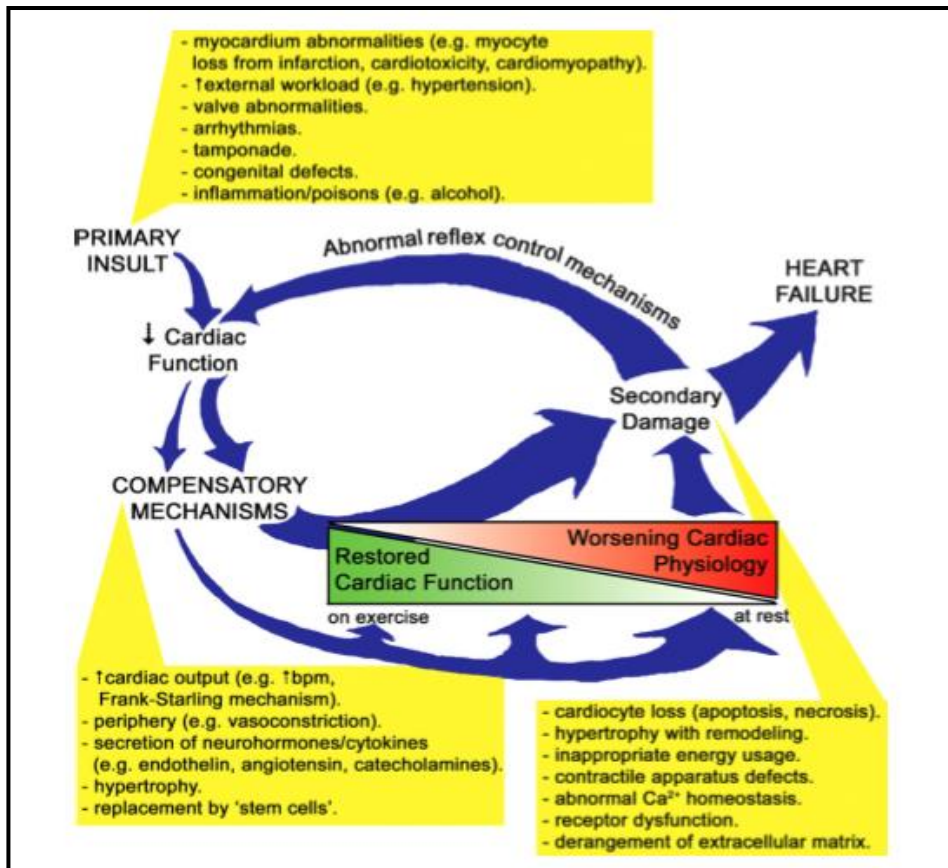 - myocardium abnormalities (e.g. myocyte
loss from infarction, cardiotoxicity, cardiomyopathy).
- ↑external workload (e.g. hypertension).
- valve abnormalities.
- arrhythmias.
- tamponade.
- congenital defects.
- inflammation/poisons (e.g. alcohol).
PRIMARY
INSULT
Abnormal reflex control mechanisms
HEART
FAILURE
↓ Cardiac
Function
Secondary
Damage
COMPENSATORY
MECHANISMS
Restored
Cardiac Function
Worsening Cardiac
Physiology
on exercise
at rest
- ↑cardiac output (e.g. ↑bpm,
Frank-Starling mechanism).
- periphery (e.g. vasoconstriction).
- secretion of neurohormones/cytokines
(e.g. endothelin, angiotensin, catecholamines).
- hypertrophy.
- replacement by 'stem cells'.
- cardiocyte loss (apoptosis, necrosis).
- hypertrophy with remodeling.
- inappropriate energy usage.
- contractile apparatus defects.
- abnormal Ca²⁺ homeostasis.
- receptor dysfunction.
- derangement of extracellular matrix.